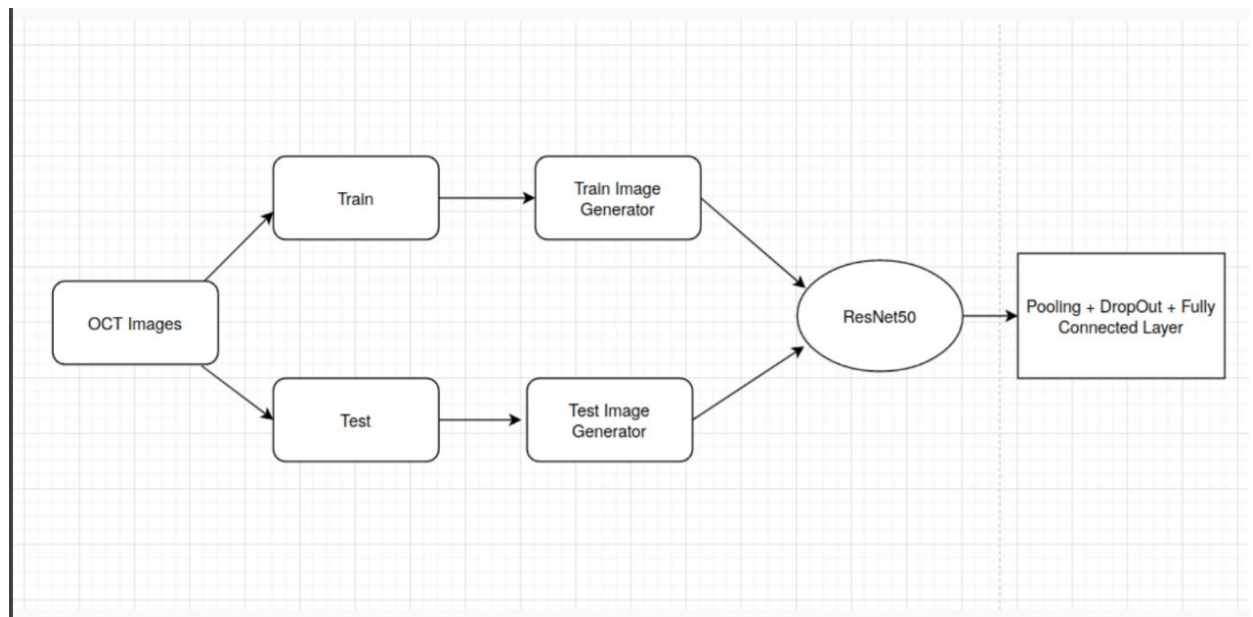 OCT Images
Train
Train Image
Generator
Test
Test Image
Generator
ResNet50
Pooling + DropOut + Fully
Connected Layer